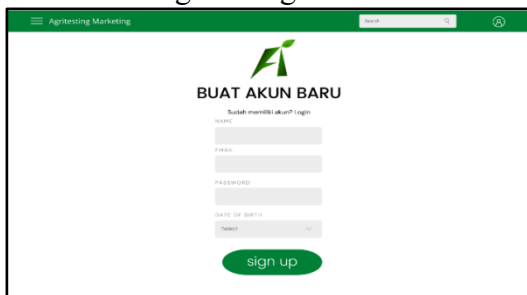 Agritesting Marketing
Search
BUAT AKUN BARU
Sudah memiliki akun? Login
NAME
EMAIL
PASSWORD
DATE OF BIRTH
Select
sign up